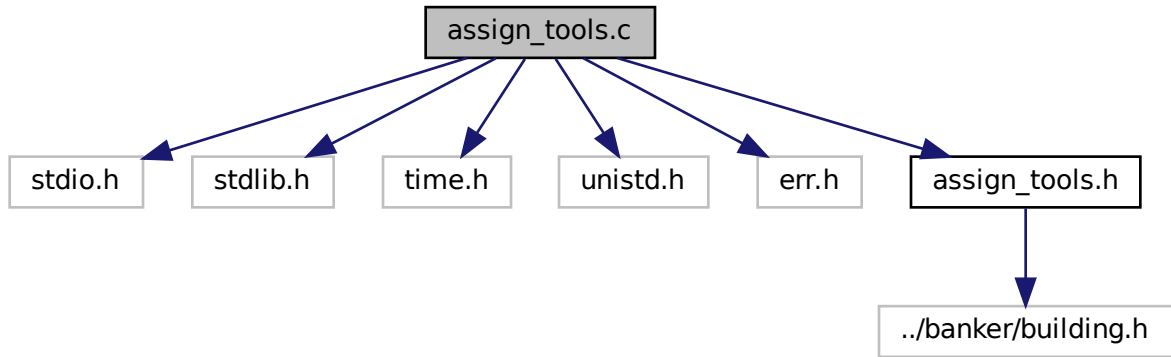 assign_tools.c
stdio.h
stdlib.h
time.h
unistd.h
err.h
assign_tools.h
../banker/building.h